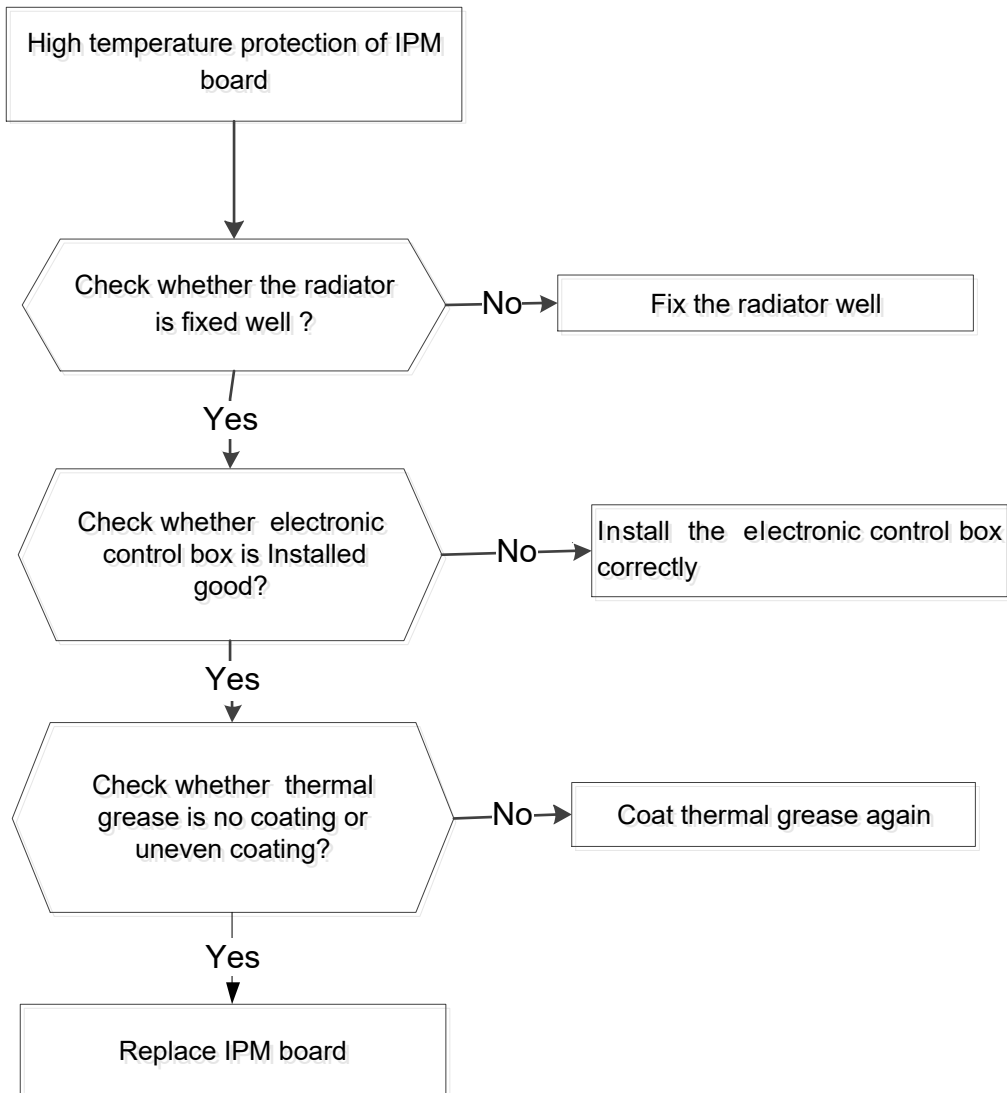 High temperature protection of IPM
board
Check whether the radiator
is fixed well ?
No
Fix the radiator well
Yes
Check whether electronic
control box is Installed
good?
No
Install the electronic control box
correctly
Yes
Check whether thermal
grease is no coating or
uneven coating?
No
Coat thermal grease again
Yes
Replace IPM board